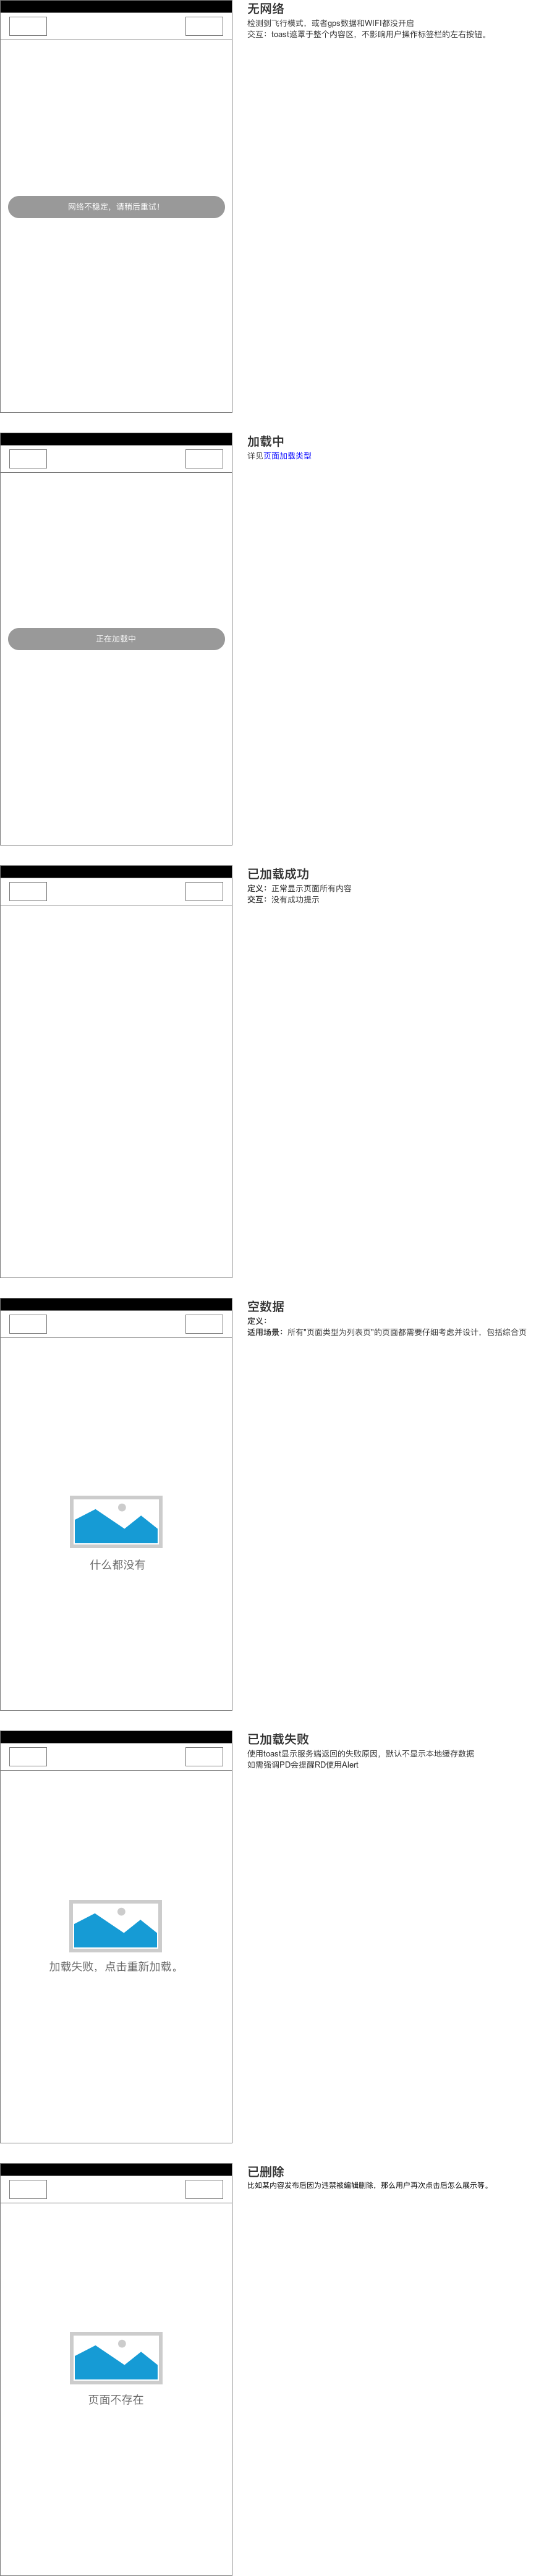 无网络
检测到飞行模式，或者gps数据和WIFI都没开启
交互：toast遮罩于整个内容区，不影响用户操作标签栏的左右按钮。
网络不稳定，请稍后重试！
加载中
详见页面加载类型
正在加载中
已加载成功
定义：正常显示页面所有内容
交互：没有成功提示
空数据
定义：
适用场景：所有"页面类型为列表页"的页面都需要仔细考虑并设计，包括综合页
什么都没有
已加载失败
使用toast显示服务端返回的失败原因，默认不显示本地缓存数据
如需强调PD会提醒RD使用Alert
加载失败，点击重新加载。
已删除
比如某内容发布后因为违禁被编辑删除，那么用户再次点击后怎么展示等。
页面不存在